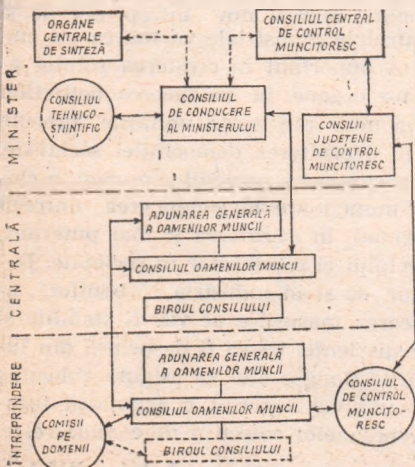 ORGANE
CENTRALE
DE SINTEZĂ
CONSILIUL CENTRAL
DE CONTROL
MUNCITORESC
CONSILIUL
TEHNICO-
STIINȚIFIC
CONSILIUL
DE CONDUCERE
AL MINISTERULUI
CONSILII
JUDEȚENE
DE CONTROL
MUNCITORESC
MINISTER
ADUNAREA GENERALĂ
A OAMENILOR MUNCII
CONSILIUL OAMENILOR MUNCII
BIROUL CONSILIULUI
CENTRALĂ
ADUNAREA GENERALĂ
A OAMENILOR MUNCII
CONSILIUL OAMENILOR MUNCII
BIROUL CONSILIULUI
COMISII
PE
DOMENII
CONSILIUL
DE CONTROL
MUNCITO-
RESC
ÎNTREPRINDERE